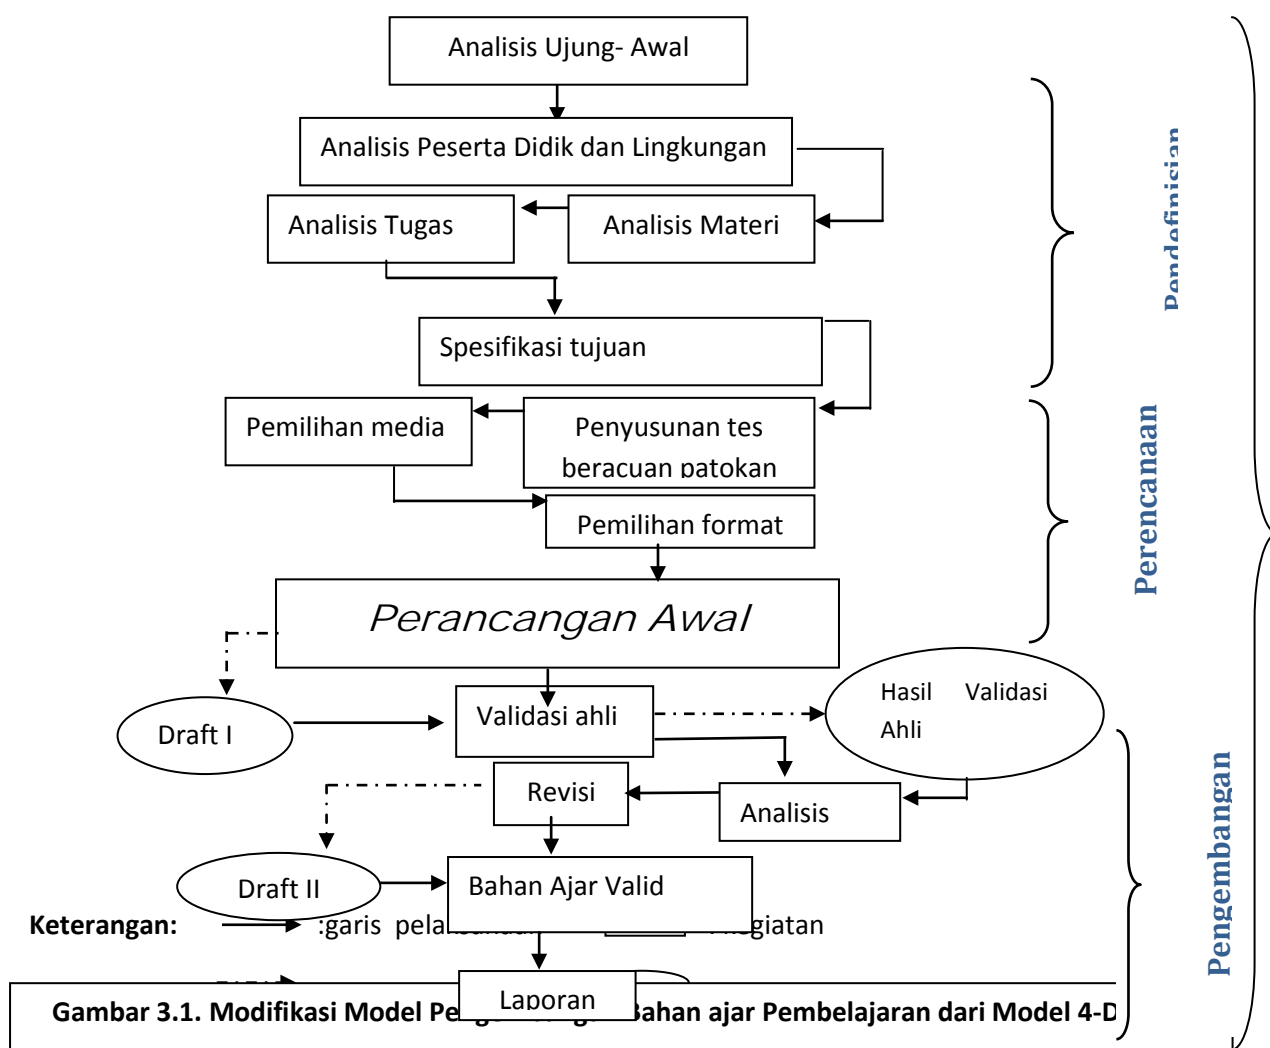 Analisis Ujung- Awal
Analisis Peserta Didik dan Lingkungan
Analisis Tugas
Analisis Materi
Pendefinisian
Spesifikasi tujuan
Pemilihan media
Penyusunan tes
beracuan patokan
Pemilihan format
Perencanaan
Perancangan Awal
Hasil Validasi
Ahli
Validasi ahli
Draft I
Revisi
Analisis
Pengembangan
Draft II
Bahan Ajar Valid
Keterangan: :garis
Laporan
Gambar 3.1. Modifikasi Model Bahan ajar Pembelajaran dari Model 4-D